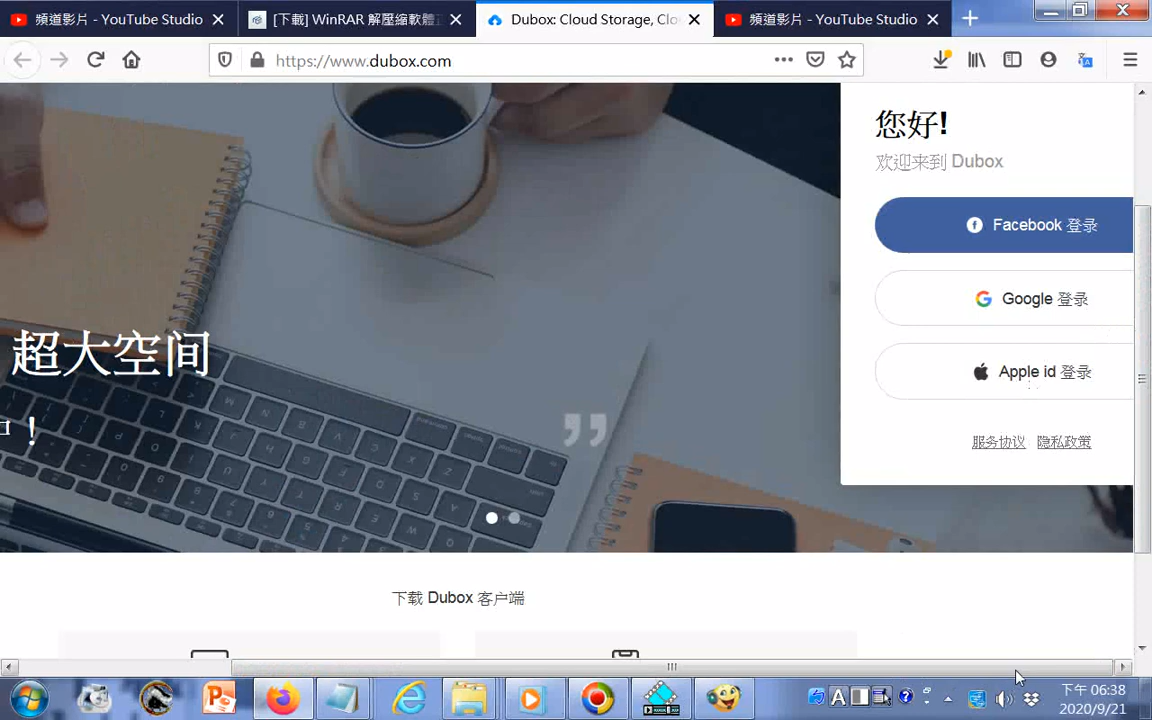 頻道影片 - YouTube Studio
[下載] WinRAR 解壓縮軟體
Dubox: Cloud Storage, Clo
頻道影片 - YouTube Studio
https://www.dubox.com
您好!
欢迎来到 Dubox
Facebook 登录
Google 登录
Apple id 登录
服务协议 隐私政策
超大空间
！
下载 Dubox 客户端
下午 06:38
2020/9/21